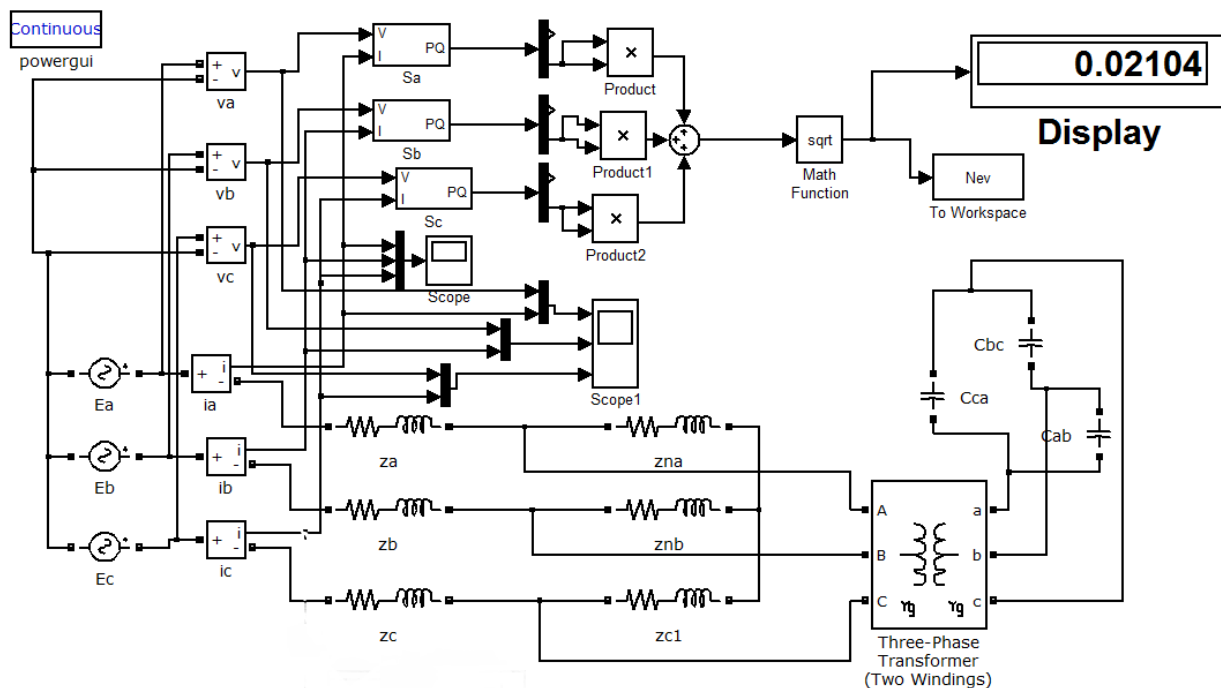 Continuous
powergui
+
-
v
va
+
-
v
vb
+
-
v
vc
V
I
PQ
Sa
V
I
PQ
Sb
V
I
PQ
Sc
×
Product
×
Product1
×
Product2
+
+
+
sqrt
Math
Function
0.02104
Display
Nev
To Workspace
Scope
Scope1
Ea
+
i
-
ia
Eb
+
i
-
ib
Ec
+
i
-
ic
za
zna
zb
znb
zc
zc1
Cbc
Cca
Cab
A
B
C
a
b
c
Yg
Yg
Three-Phase
Transformer
(Two Windings)